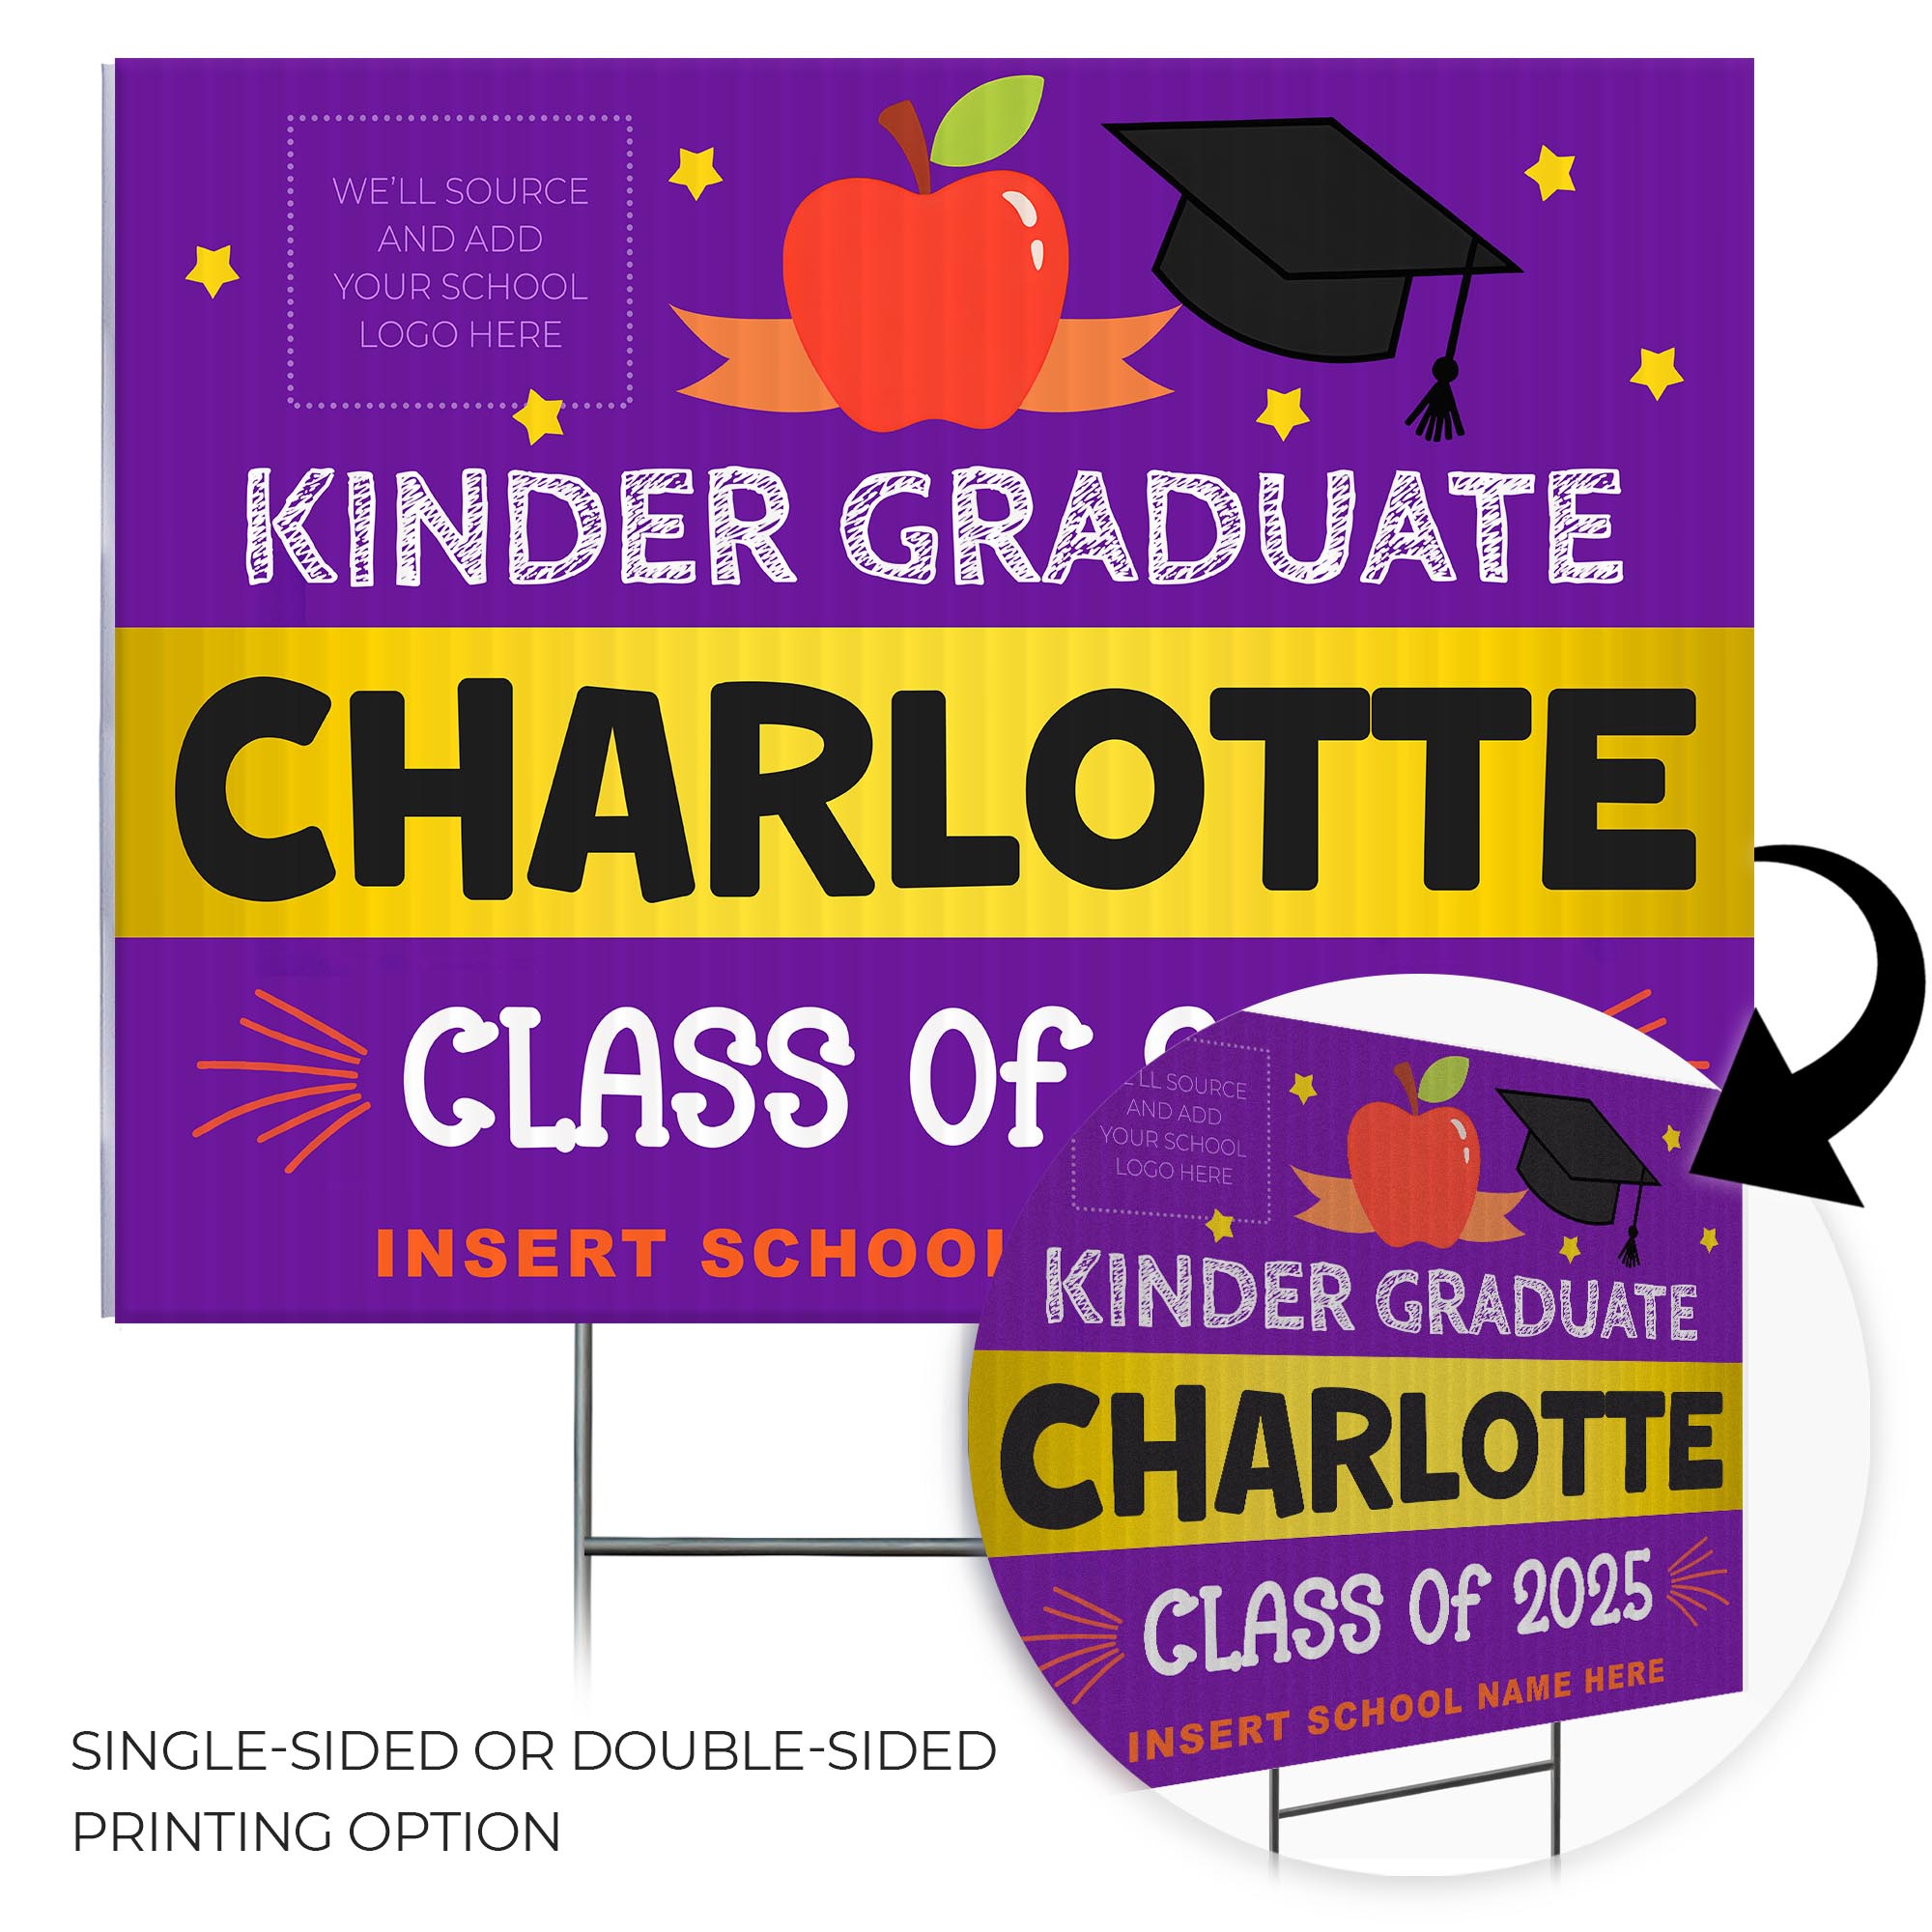 WE'LL SOURCE
AND ADD
YOUR SCHOOL
LOGO HERE
KINDER GRADUATE
CHARLOTTE
CLASS Of
INSERT SCHOOL
LL SOURCE
AND ADD
YOUR SCHOOL
LOGO HERE
KINDER GRADUATE
CHARLOTTE
CLASS Of 2025
INSERT SCHOOL NAME HERE
SINGLE-SIDED OR DOUBLE-SIDED
PRINTING OPTION